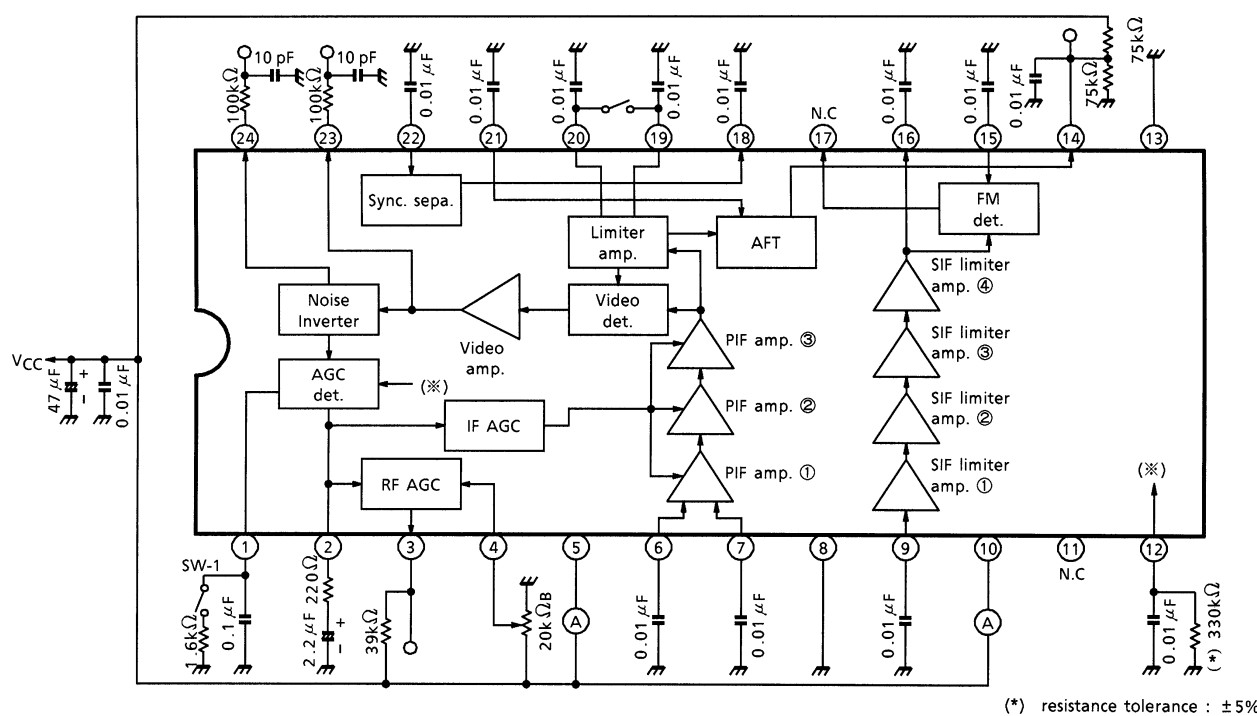 10 pF
10 pF
100kΩ
100kΩ
0.01 μF
0.01 μF
0.01 μF
0.01 μF
0.01 μF
N.C
0.01 μF
0.01 μF
0.01 μF
75kΩ
75kΩ
24
23
22
21
20
19
18
17
16
15
14
13
Sync. sepa.
Limiter
amp.
AFT
FM
det.
Noise
Inverter
Video
amp.
Video
det.
SIF limiter
amp. ④
PIF amp. ③
SIF limiter
amp. ③
VCC
47 μF
+
−
0.01 μF
AGC
det.
(※)
IF AGC
PIF amp. ②
SIF limiter
amp. ②
RF AGC
PIF amp. ①
SIF limiter
amp. ①
(※)
1
2
3
4
5
6
7
8
9
10
11
12
N.C
SW-1
1.6kΩ
0.1 μF
220Ω
2.2 μF
+
−
39kΩ
20kΩB
A
0.01 μF
0.01 μF
0.01 μF
A
0.01 μF
(*) 330kΩ
(*) resistance tolerance : ±5%